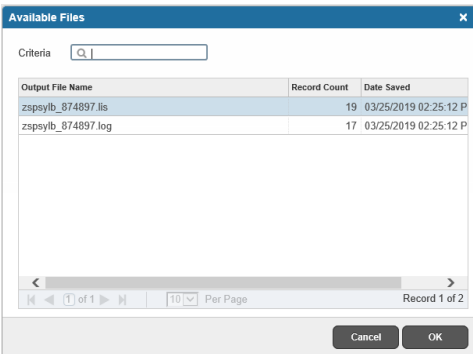 Available Files
Criteria
Output File Name Record Count Date Saved
zspsylb_874897.lis 19 03/25/2019 02:25:12 P
zspsylb_874897.log 17 03/25/2019 02:25:12 P
1 of 1 10 Per Page Record 1 of 2
Cancel OK